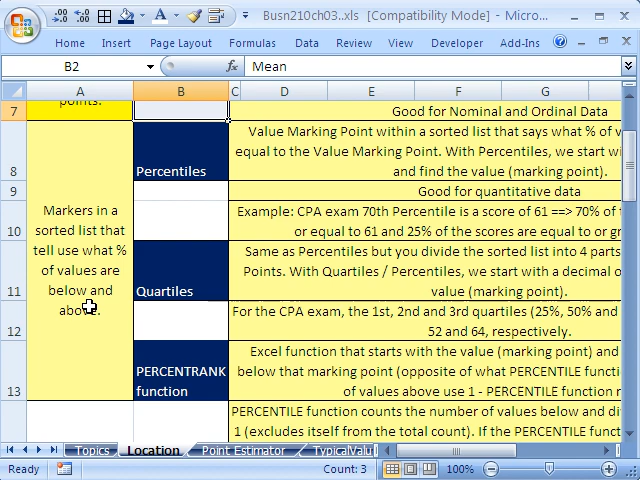 Busn210ch03..xls [Compatibility Mode] - Micro...
Home Insert Page Layout Formulas Data Review View Developer Add-Ins
B2 Mean
A B C D E F G
7 points. Good for Nominal and Ordinal Data
Value Marking Point within a sorted list that says what % of
equal to the Value Marking Point. With Percentiles, we start
8 Percentiles and find the value (marking point).
9 Good for quantitative data
Markers in a
sorted list that
tell use what %
of values are
below and
above.
Example: CPA exam 70th Percentile is a score of 61 ==> 70% of
10 or equal to 61 and 25% of the scores are equal to or
Same as Percentiles but you divide the sorted list into 4 parts
Points. With Quartiles / Percentiles, we start with a decimal
11 Quartiles value (marking point).
For the CPA exam, the 1st, 2nd and 3rd quartiles (25%, 50% and
12 52 and 64, respectively.
Excel function that starts with the value (marking point) and
PERCENTRANK below that marking point (opposite of what PERCENTILE
13 function of values above use 1 - PERCENTILE function
PERCENTILE function counts the number of values below and
1 (excludes itself from the total count). If the PERCENTILE
Topics Location Point Estimator TypicalValu
Ready Count: 3 100%